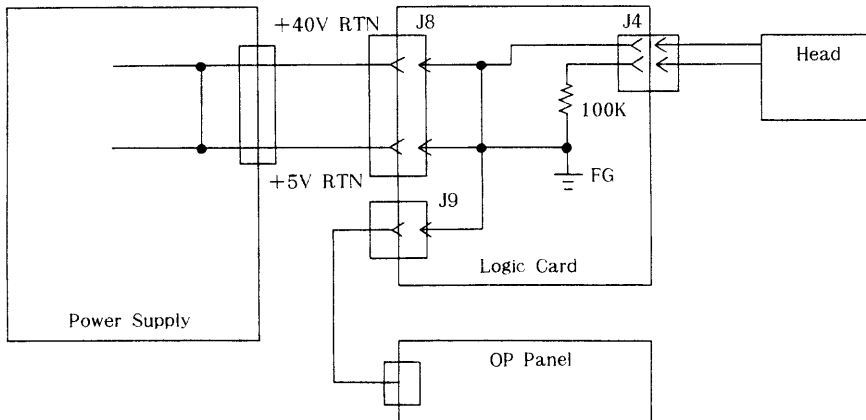 +40V RTN
J8
J4
Head
100K
+5V RTN
FG
J9
Logic Card
Power Supply
OP Panel